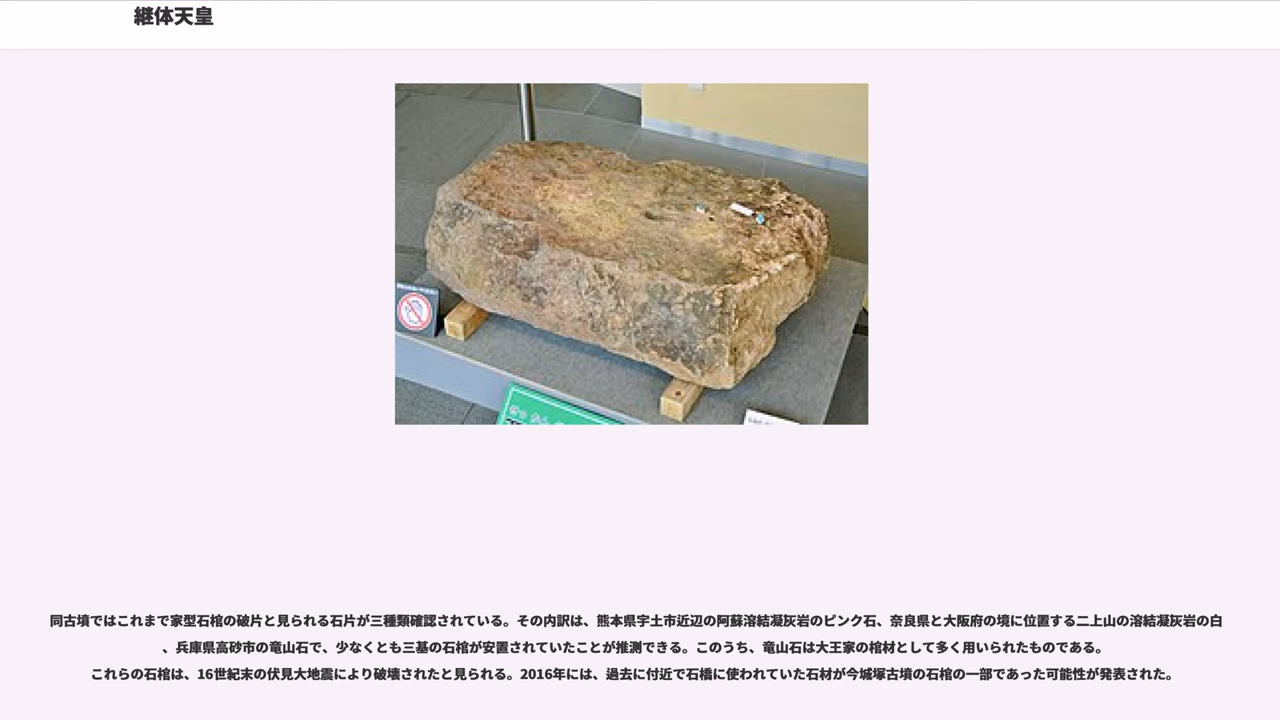 継体天皇
同古墳ではこれまで家型石棺の破片と見られる石片が三種類確認されている。その内訳は、熊本県宇土市近辺の阿蘇溶結凝灰岩のピンク石、奈良県と大阪府の境に位置する二上山の溶結凝灰岩の白
、兵庫県高砂市の竜山石で、少なくとも三基の石棺が安置されていたことが推測できる。このうち、竜山石は大王家の棺材として多く用いられたものである。
これらの石棺は、16世紀末の伏見大地震により破壊されたと見られる。2016年には、過去に付近で石橋に使われていた石材が今城塚古墳の石棺の一部であった可能性が発表された。